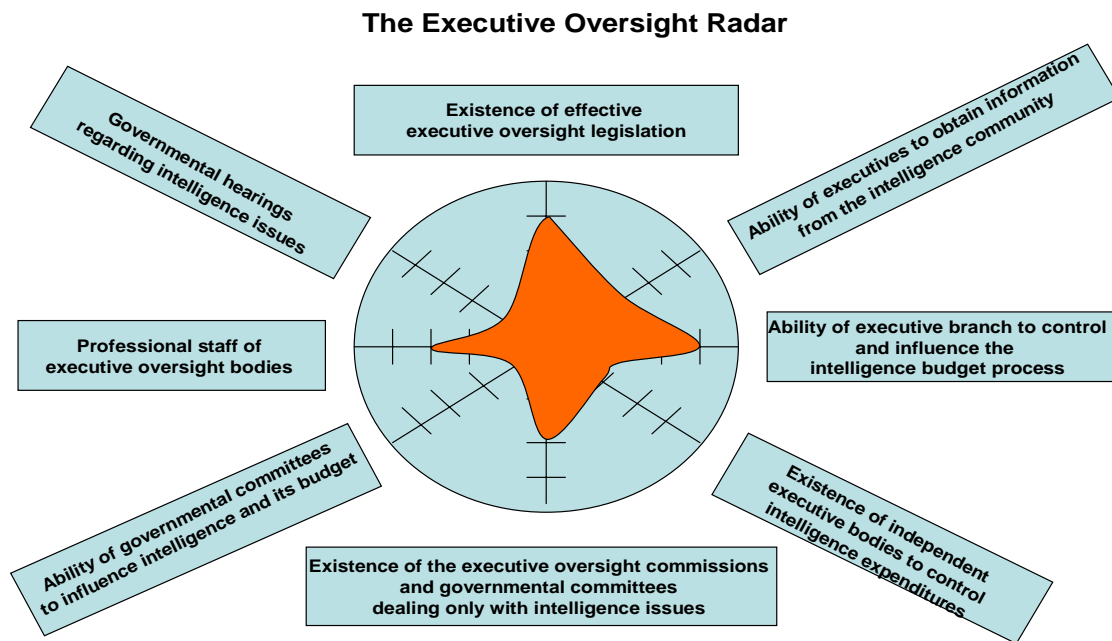 The Executive Oversight Radar
Existence of effective
executive oversight legislation
Governmental hearings
regarding intelligence issues
Ability of executives to obtain information
from the intelligence community
Professional staff of
executive oversight bodies
Ability of executive branch to control
and influence the
intelligence budget process
Ability of governmental committees
to influence intelligence and its budget
Existence of the executive oversight commissions
and governmental committees
dealing only with intelligence issues
Existence of independent
executive bodies to control
intelligence expenditures